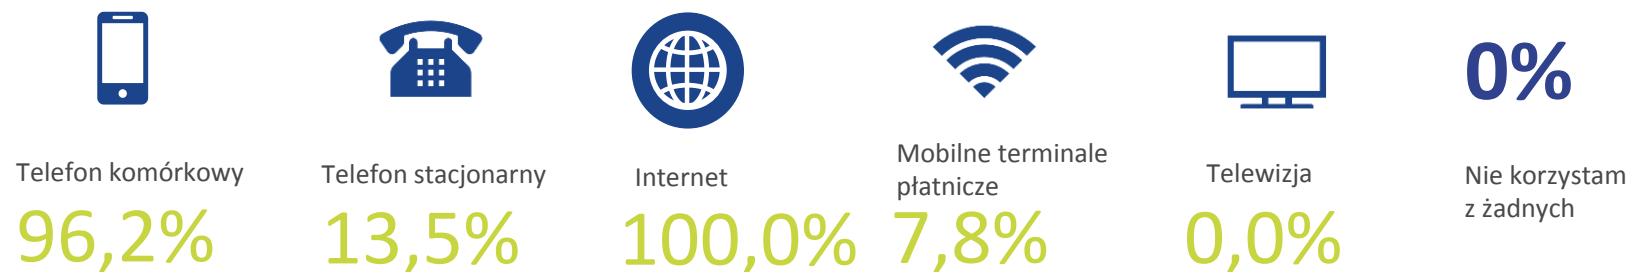 Telefon komórkowy
96,2%
Telefon stacjonarny
13,5%
Internet
100,0%
Mobilne terminale
płatnicze
7,8%
Telewizja
0,0%
0%
Nie korzystam
z żadnych